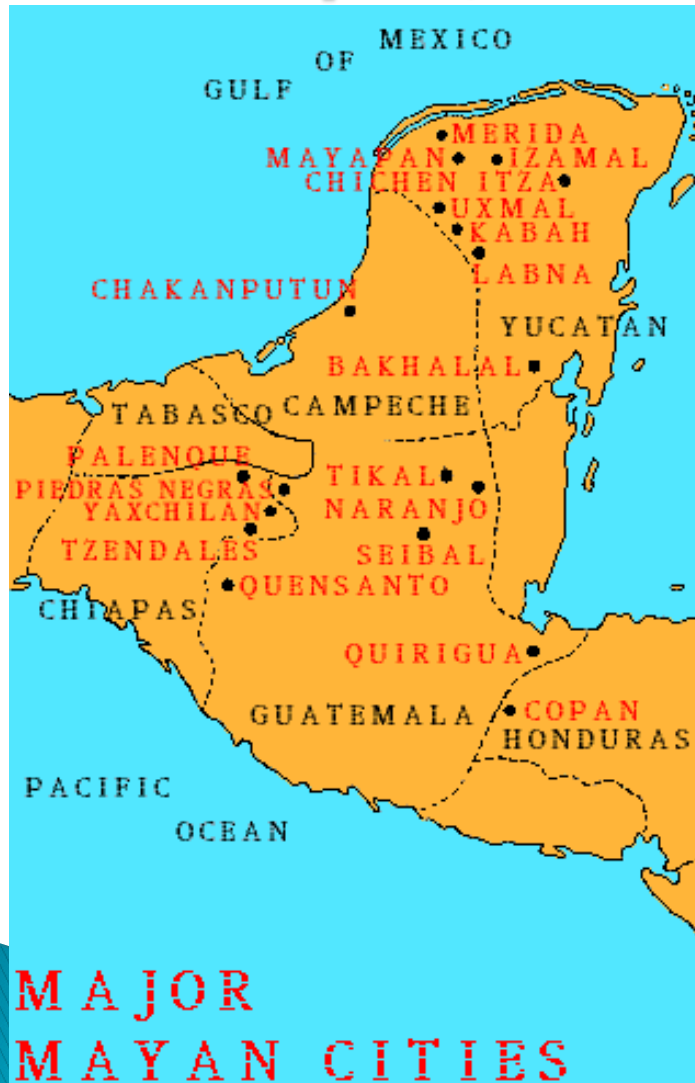 MEXICO
OF
GULF
MERIDA
MAYAPAN
IZAMAL
CHICHEN ITZA
UXMAL
KABAH
LABNA
CHAKANPUTUN
YUCATAN
BAKHALAL
TABASCO
CAMPECHE
PALENQUE
TIKAL
PIEDRAS NEGRAS
NARANJO
YAXCHILAN
TZENDALES
SEIBAL
QUENSANTO
CHIAPAS
QUIRIGUA
GUATEMALA
COPAN
HONDURAS
PACIFIC
OCEAN
MAJOR
MAYAN CITIES